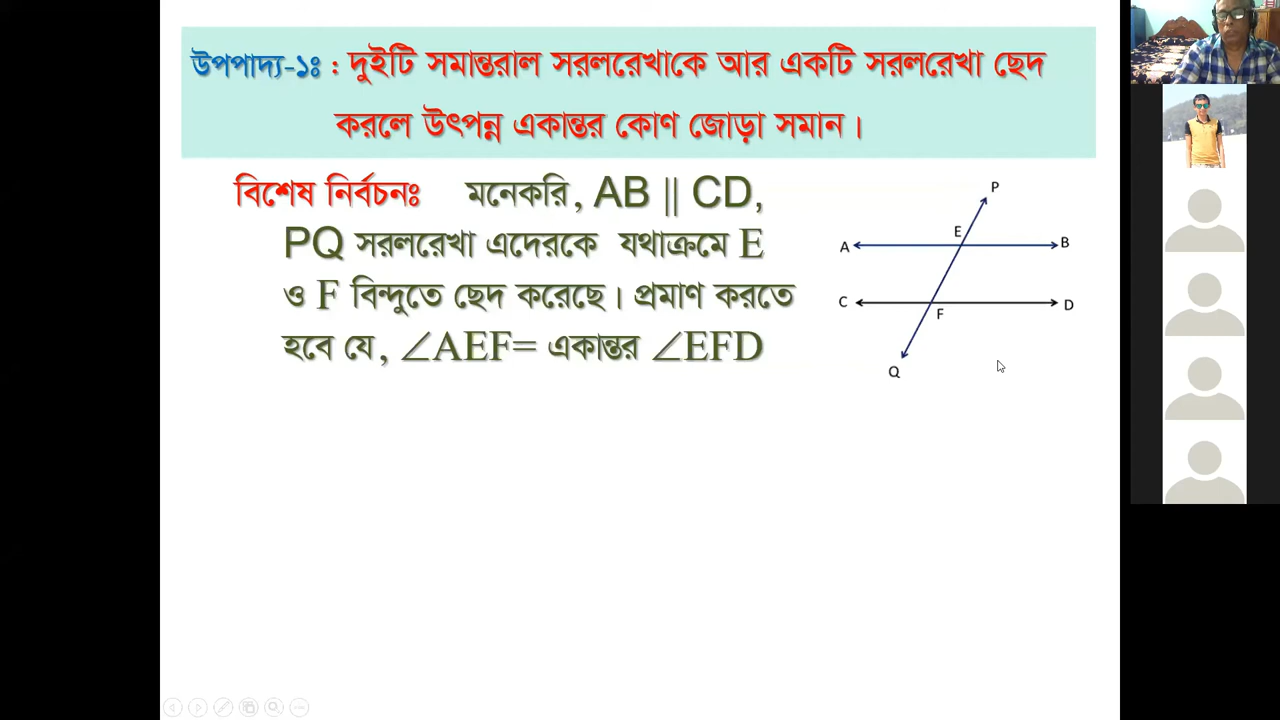 উপপাদ্য-১ঃ : দুইটি সমান্তরাল সরলরেখাকে আর একটি সরলরেখা ছেদ
করলে উৎপন্ন একান্তর কোণ জোড়া সমান।
বিশেষ নির্বচনঃ মনেকরি, AB || CD,
PQ সরলরেখা এদেরকে যথাক্রমে E
ও F বিন্দুতে ছেদ করেছে। প্রমাণ করতে
হবে যে, ∠AEF= একান্তর ∠EFD
P
E
A B
C D
F
Q